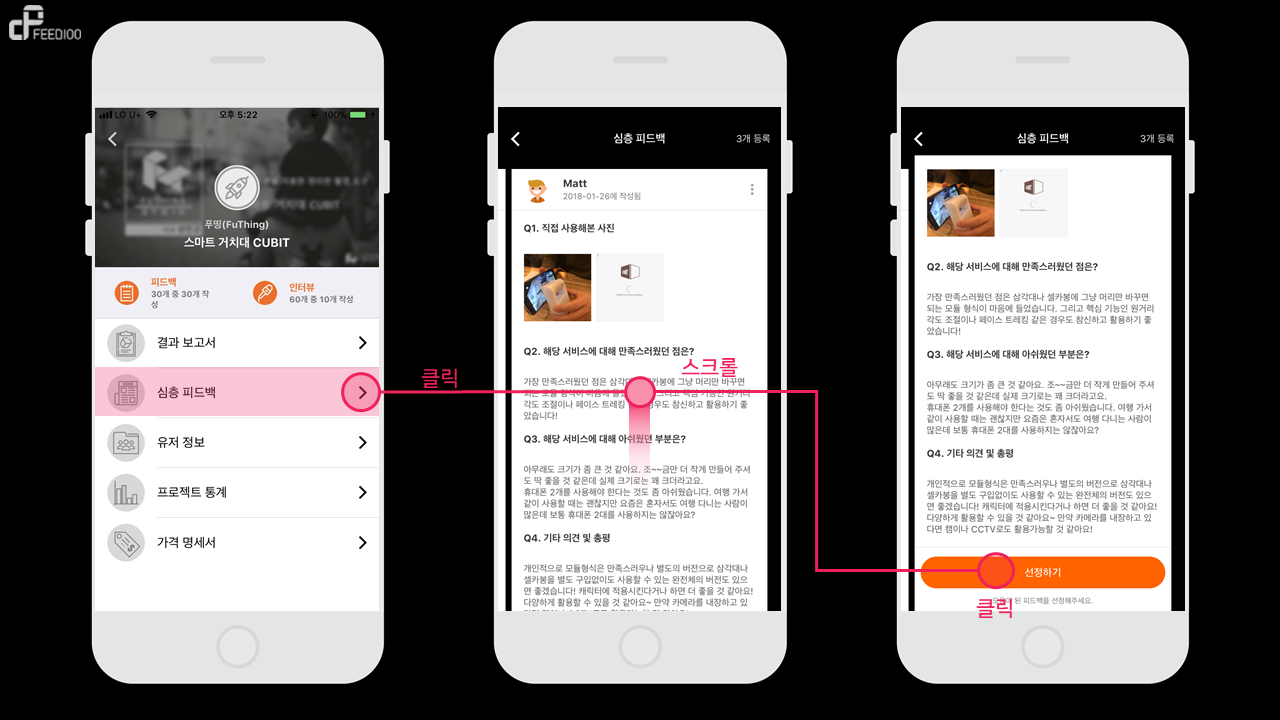 FEED100
LG U+
오후 5:22
100%
푸띵(FuThing)
스마트 거치대 CUBIT
피드백
30개 중 30개 작
성
인터뷰
60개 중 10개 작성
결과 보고서
심층 피드백
유저 정보
프로젝트 통계
가격 명세서
클릭
심층 피드백
3개 등록
Matt
2018-01-26에 작성됨
Q1. 직접 사용해본 사진
Q2. 해당 서비스에 대해 만족스러웠던 점은?
스크롤
가장 만족스러웠던 점은 삼각대나 셀카봉에 그냥 머리만 바꾸면
되는 모듈 형식이 마음에 들었습니다. 그리고 핵심 기능인 원거리
각도 조절이나 페이스 트레킹 같은 경우도 참신하고 활용하기 좋
았습니다!
Q3. 해당 서비스에 대해 아쉬웠던 부분은?
아무래도 크기가 좀 큰 것 같아요. 조~~금만 더 작게 만들어 주셔
도 딱 좋을 것 같은데 실제 크기로는 꽤 크더라고요.
휴대폰 2개를 사용해야 한다는 것도 좀 아쉬웠습니다. 여행 가서
같이 사용할 때는 괜찮지만 요즘은 혼자서도 여행 다니는 사람이
많은데 보통 휴대폰 2대를 사용하지는 않잖아요?
Q4. 기타 의견 및 총평
개인적으로 모듈형식은 만족스러우나 별도의 버전으로 삼각대나
셀카봉을 별도 구입없이도 사용할 수 있는 완전체의 버전도 있으
면 좋겠습니다! 캐릭터에 적용시킨다거나 하면 더 좋을 것 같아요!
다양하게 활용할 수 있을 것 같아요~ 만약 카메라를 내장하고 있
심층 피드백
3개 등록
Q2. 해당 서비스에 대해 만족스러웠던 점은?
가장 만족스러웠던 점은 삼각대나 셀카봉에 그냥 머리만 바꾸면
되는 모듈 형식이 마음에 들었습니다. 그리고 핵심 기능인 원거리
각도 조절이나 페이스 트레킹 같은 경우도 참신하고 활용하기 좋
았습니다!
Q3. 해당 서비스에 대해 아쉬웠던 부분은?
아무래도 크기가 좀 큰 것 같아요. 조~~금만 더 작게 만들어 주셔
도 딱 좋을 것 같은데 실제 크기로는 꽤 크더라고요.
휴대폰 2개를 사용해야 한다는 것도 좀 아쉬웠습니다. 여행 가서
같이 사용할 때는 괜찮지만 요즘은 혼자서도 여행 다니는 사람이
많은데 보통 휴대폰 2대를 사용하지는 않잖아요?
Q4. 기타 의견 및 총평
개인적으로 모듈형식은 만족스러우나 별도의 버전으로 삼각대나
셀카봉을 별도 구입없이도 사용할 수 있는 완전체의 버전도 있으
면 좋겠습니다! 캐릭터에 적용시킨다거나 하면 더 좋을 것 같아요!
다양하게 활용할 수 있을 것 같아요~ 만약 카메라를 내장하고 있
다면 캠이나 CCTV로도 활용가능할 것 같아요!
선정하기
된 피드백을 선정해주세요.
클릭